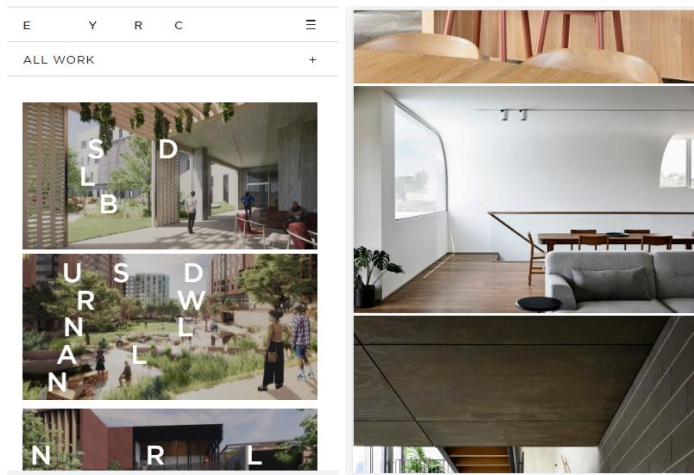 E Y R C
ALL WORK +
S D
L
B
U S D
R W
N L
A L
N
N R L